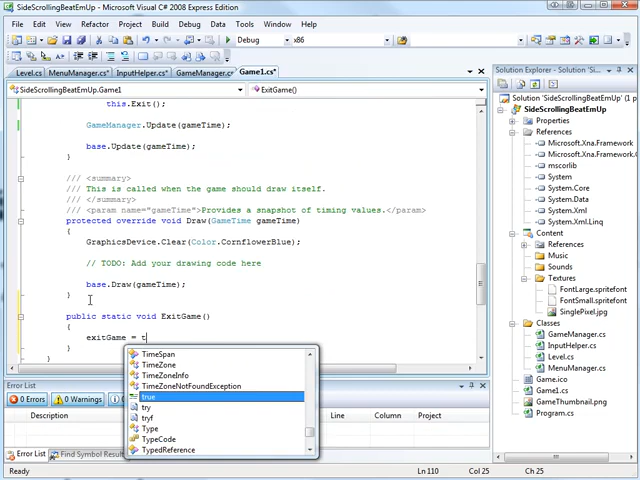 SideScrollingBeatEmUp - Microsoft Visual C# 2008 Express Edition
File Edit View Refactor Project Build Debug Data Tools Window Help
Debug x86
Level.cs MenuManager.cs* InputHelper.cs* GameManager.cs* Game1.cs*
SideScrollingBeatEmUp.Game1 ExitGame()
this.Exit();
GameManager.Update(gameTime);
base.Update(gameTime);
}
/// <summary>
/// This is called when the game should draw itself.
/// </summary>
/// <param name="gameTime">Provides a snapshot of timing values.</param>
protected override void Draw(GameTime gameTime)
{
GraphicsDevice.Clear(Color.CornflowerBlue);
// TODO: Add your drawing code here
base.Draw(gameTime);
}
public static void ExitGame()
{
exitGame = t
}
}
TimeSpan
TimeZone
TimeZoneInfo
TimeZoneNotFoundException
true
try
tryf
Type
TypeCode
TypedReference
Error List
0 Errors 0 Warnings
Description Line Column Project
Error List Find Symbol Results
Ready Ln 110 Col 25 Ch 25
Solution Explorer - Solution 'SideS...
Solution 'SideScrollingBeatEmUp'
SideScrollingBeatEmUp
Properties
References
Microsoft.Xna.Framework
Microsoft.Xna.Framework
mscorlib
System
System.Core
System.Xml
System.Xml.Linq
Content
References
Music
Sounds
Textures
FontLarge.spritefont
FontSmall.spritefont
SinglePixel.jpg
Classes
GameManager.cs
InputHelper.cs
Level.cs
MenuManager.cs
Game.ico
Game1.cs
GameThumbnail.png
Program.cs